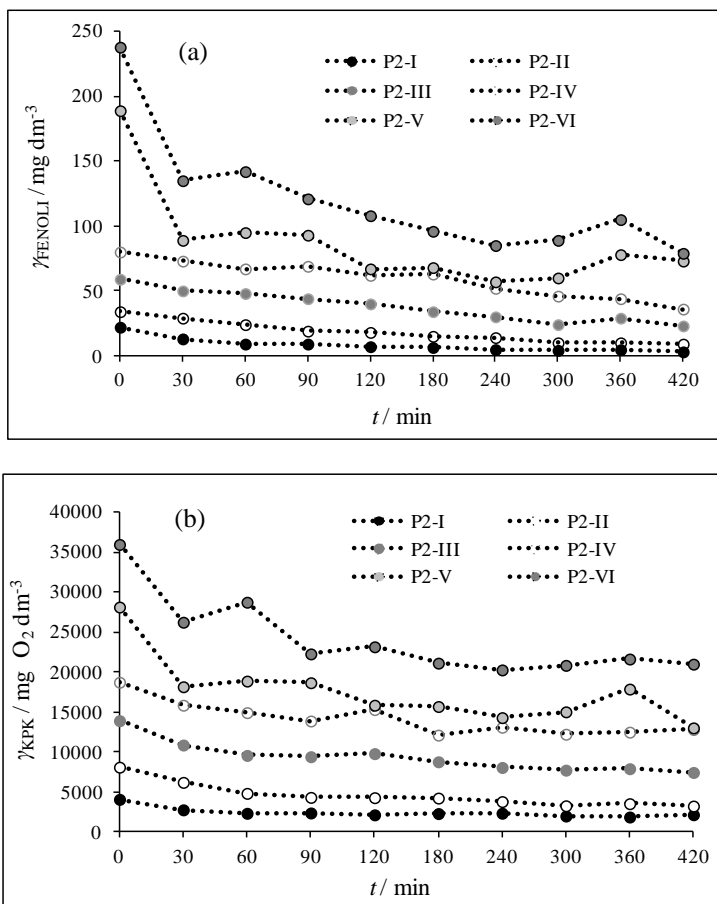 (a)
P2-I
P2-II
P2-III
P2-IV
P2-V
P2-VI
γFENOLI / mg dm-3
250
200
150
100
50
0
0 30 60 90 120 180 240 300 360 420
t / min
(b)
P2-I
P2-II
P2-III
P2-IV
P2-V
P2-VI
γKPK / mg O2 dm-3
40000
35000
30000
25000
20000
15000
10000
5000
0
0 30 60 90 120 180 240 300 360 420
t / min